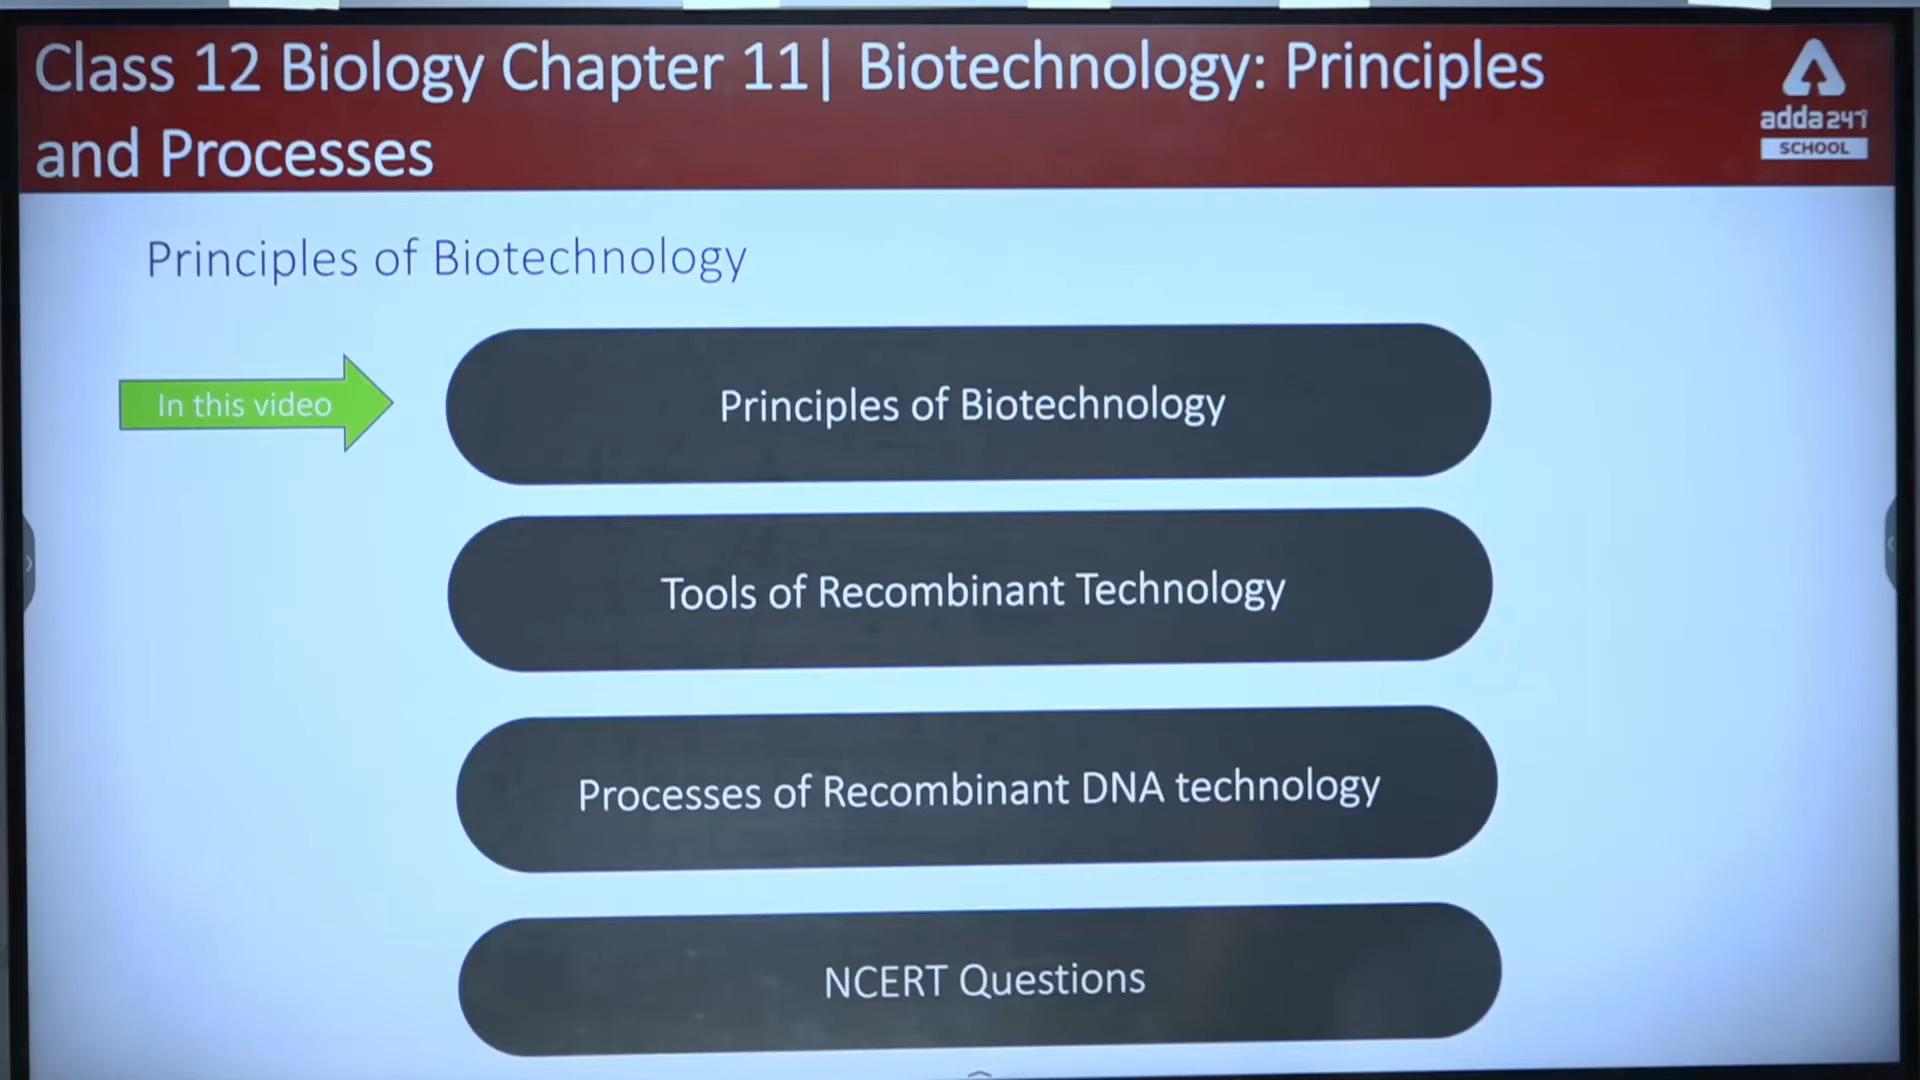 Class 12 Biology Chapter 11| Biotechnology: Principles
and Processes
adda247
SCHOOL
Principles of Biotechnology
In this video
Principles of Biotechnology
Tools of Recombinant Technology
Processes of Recombinant DNA technology
NCERT Questions